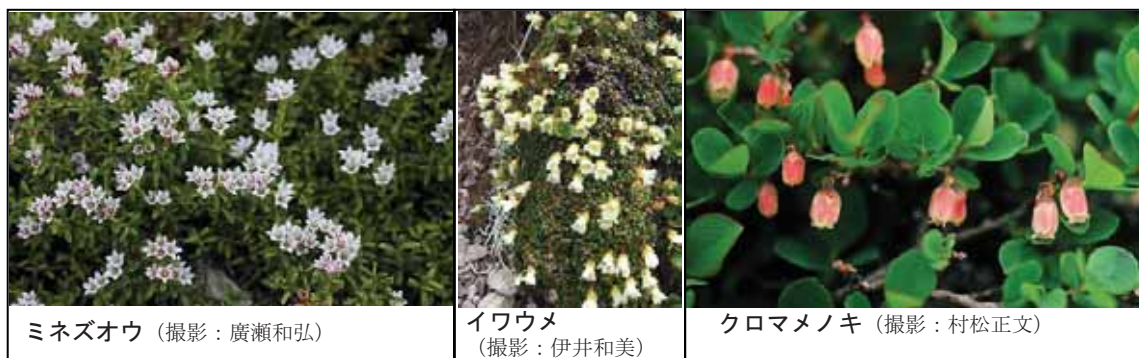 ミネズオウ（撮影：廣瀬和弘）
イワウメ
（撮影：伊井和美）
クロマメノキ（撮影：村松正文）